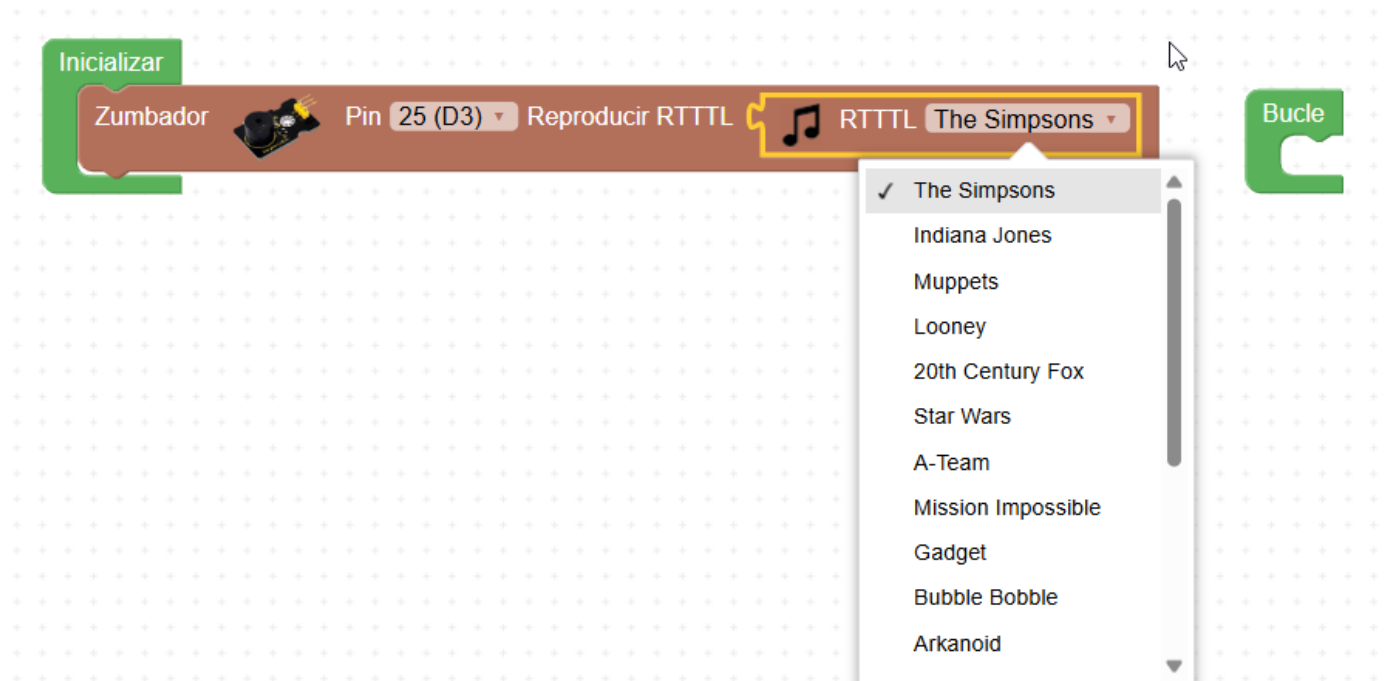 Inicializar
Zumbador Pin 25 (D3) Reproducir RTTTL RTTTL The Simpsons
Bucle
✓ The Simpsons
Indiana Jones
Muppets
Looney
20th Century Fox
Star Wars
A-Team
Mission Impossible
Gadget
Bubble Bobble
Arkanoid